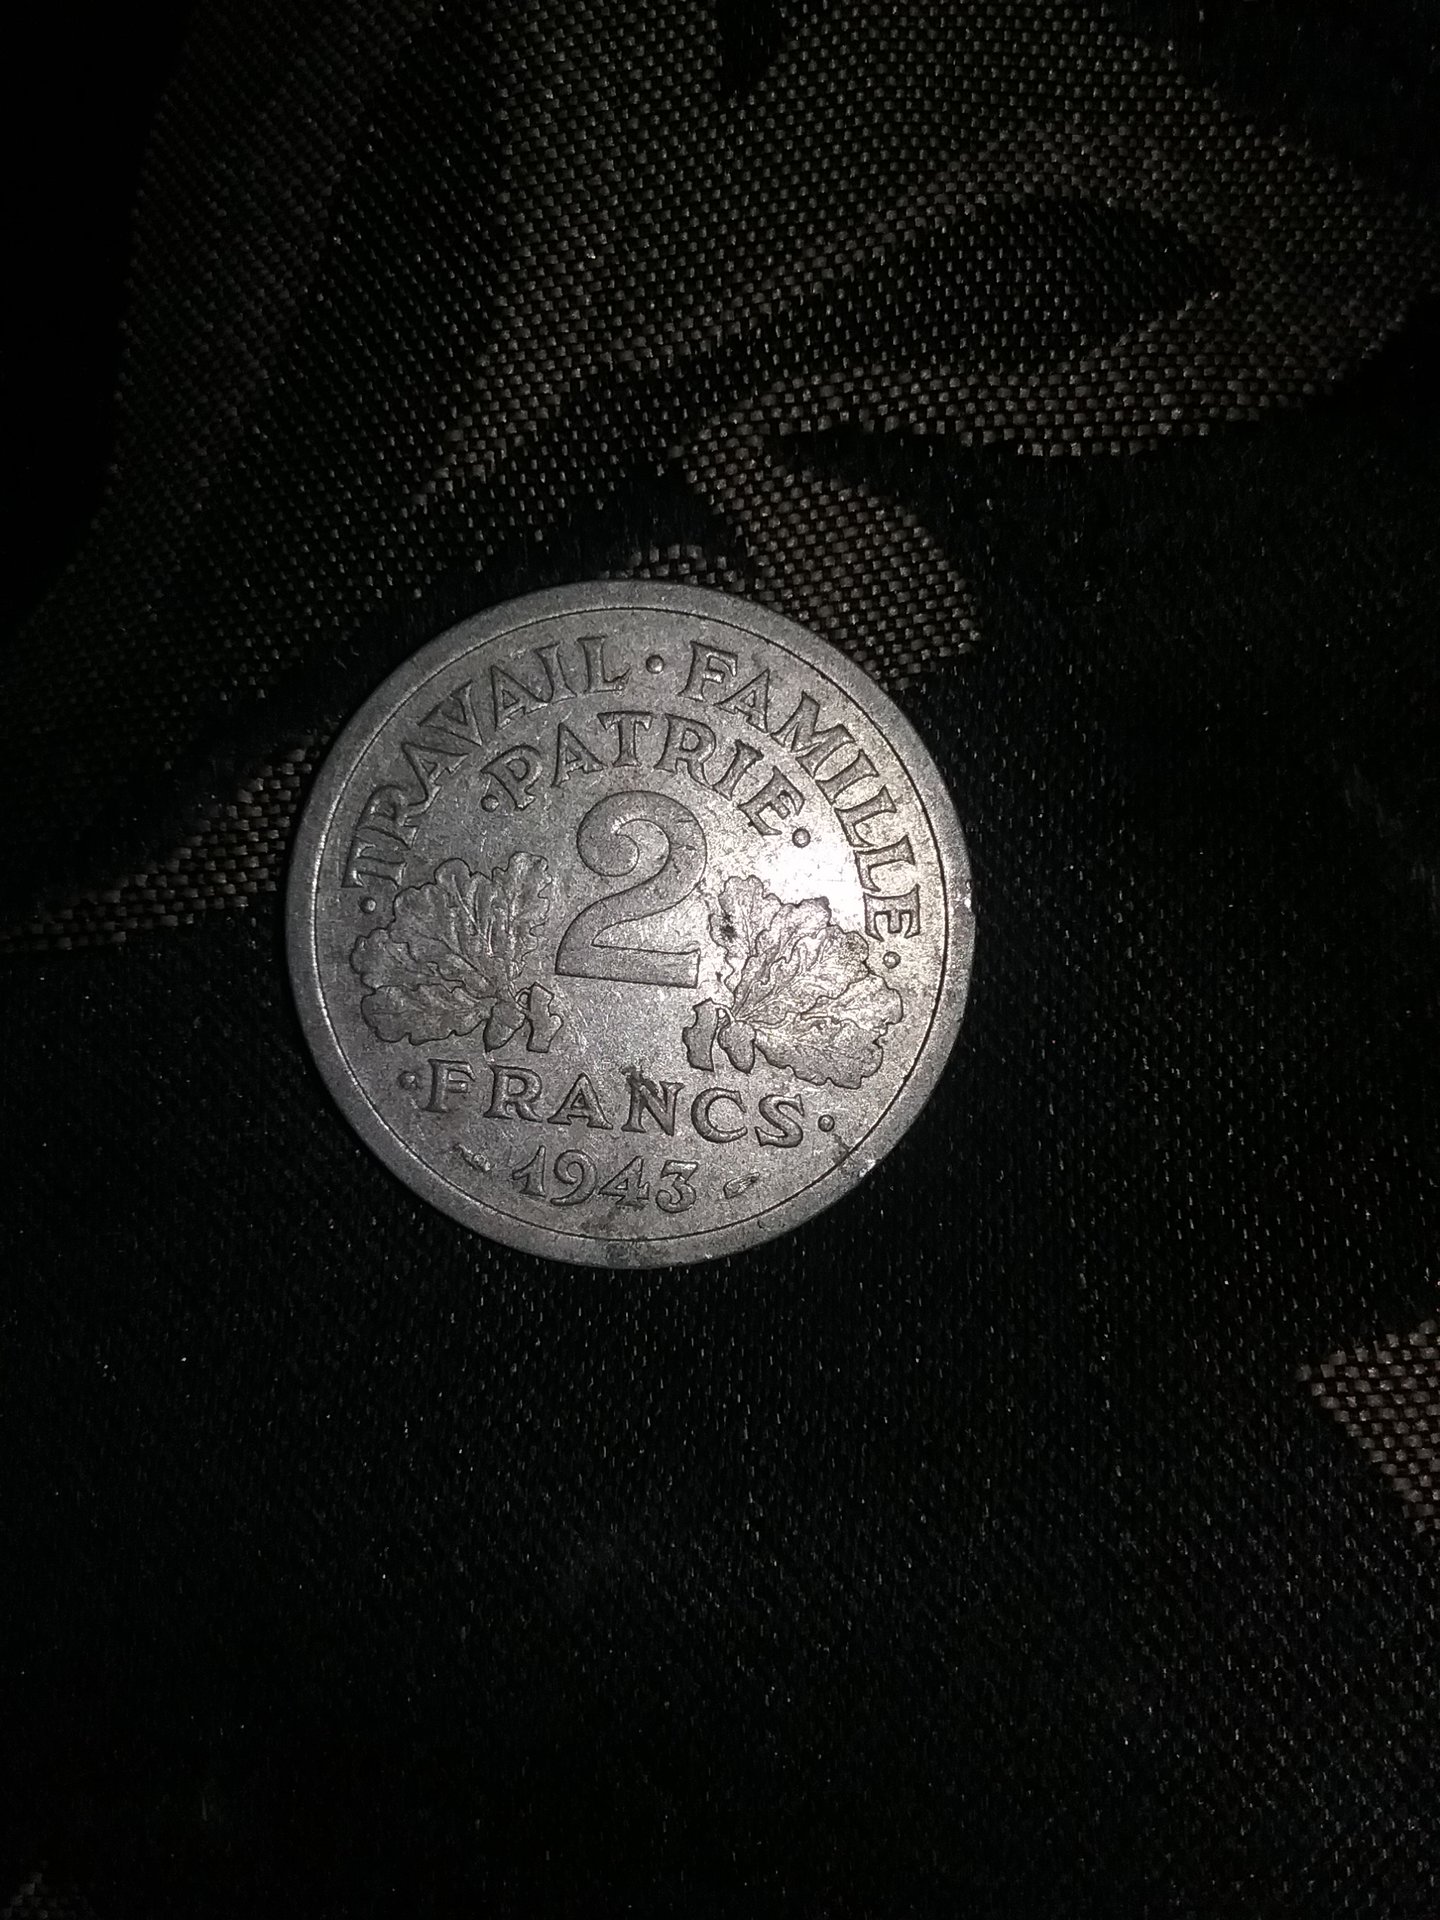 · TRAVAIL · FAMILLE ·
· PATRIE ·
2
· FRANCS ·
1943